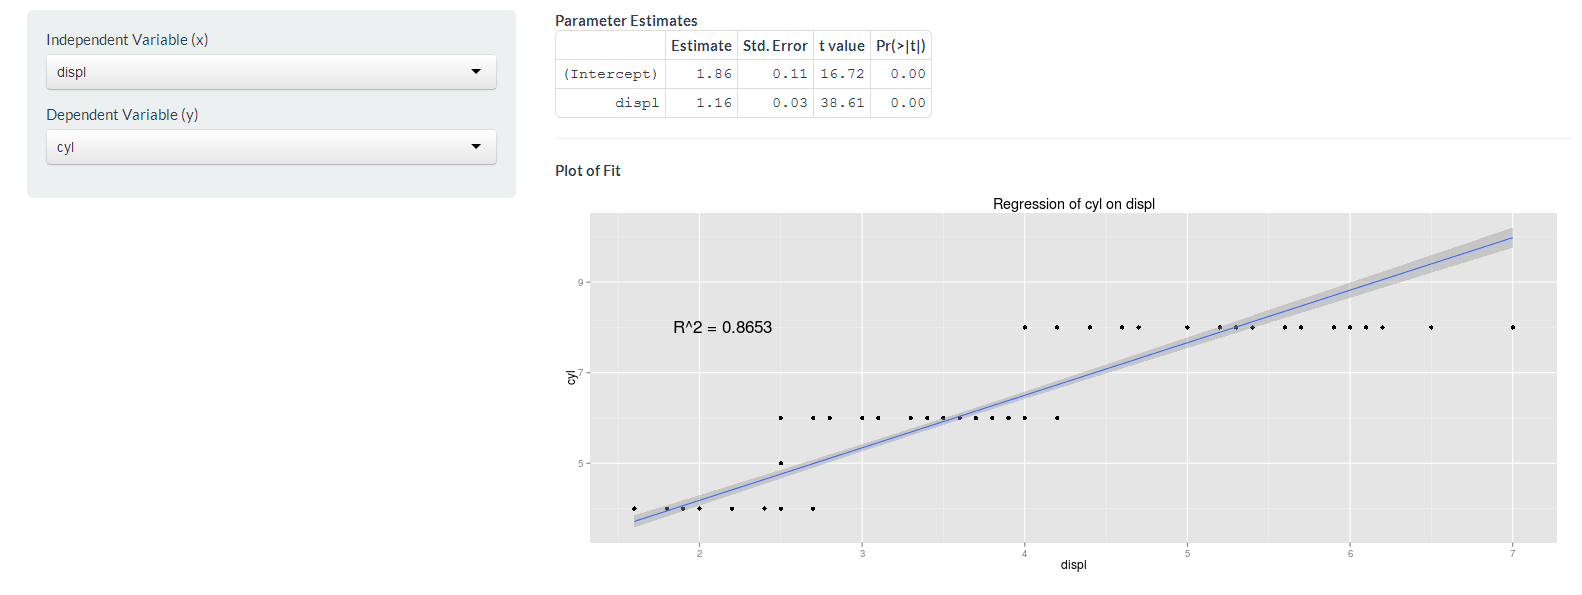 Independent Variable (x)
displ
Dependent Variable (y)
cyl
Parameter Estimates
Estimate Std. Error t value Pr(>|t|)
(Intercept) 1.86 0.11 16.72 0.00
displ 1.16 0.03 38.61 0.00
Plot of Fit
Regression of cyl on displ
9
R^2 = 0.8653
cyl
7
5
2 3 4 5 6 7
displ